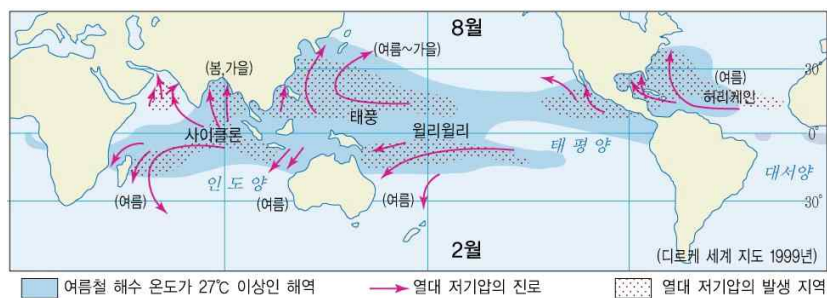 8월
(봄,가을)
(여름~가을)
30°
(여름)
허리케인
사이클론
태풍
윌리윌리
0°
태평양
대서양
인도양
(여름)
(여름)
(여름)
30°
2월
(디르케 세계 지도 1999년)
여름철 해수 온도가 27℃ 이상인 해역
열대 저기압의 진로
열대 저기압의 발생 지역